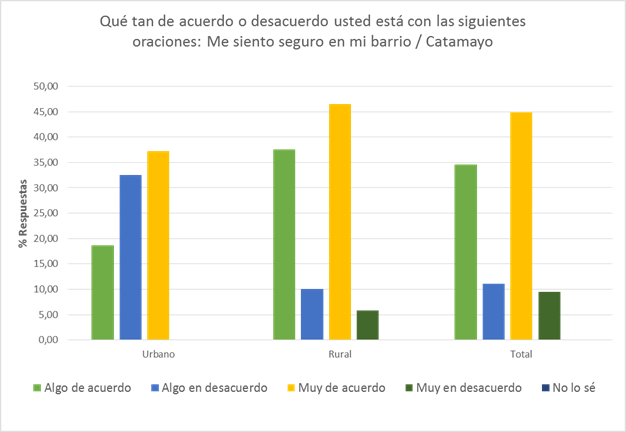 Qué tan de acuerdo o desacuerdo usted está con las siguientes
oraciones: Me siento seguro en mi barrio / Catamayo
50,00
45,00
40,00
35,00
30,00
25,00
20,00
15,00
10,00
5,00
0,00
% Respuestas
Urbano Rural Total
Algo de acuerdo Algo en desacuerdo Muy de acuerdo Muy en desacuerdo No lo sé